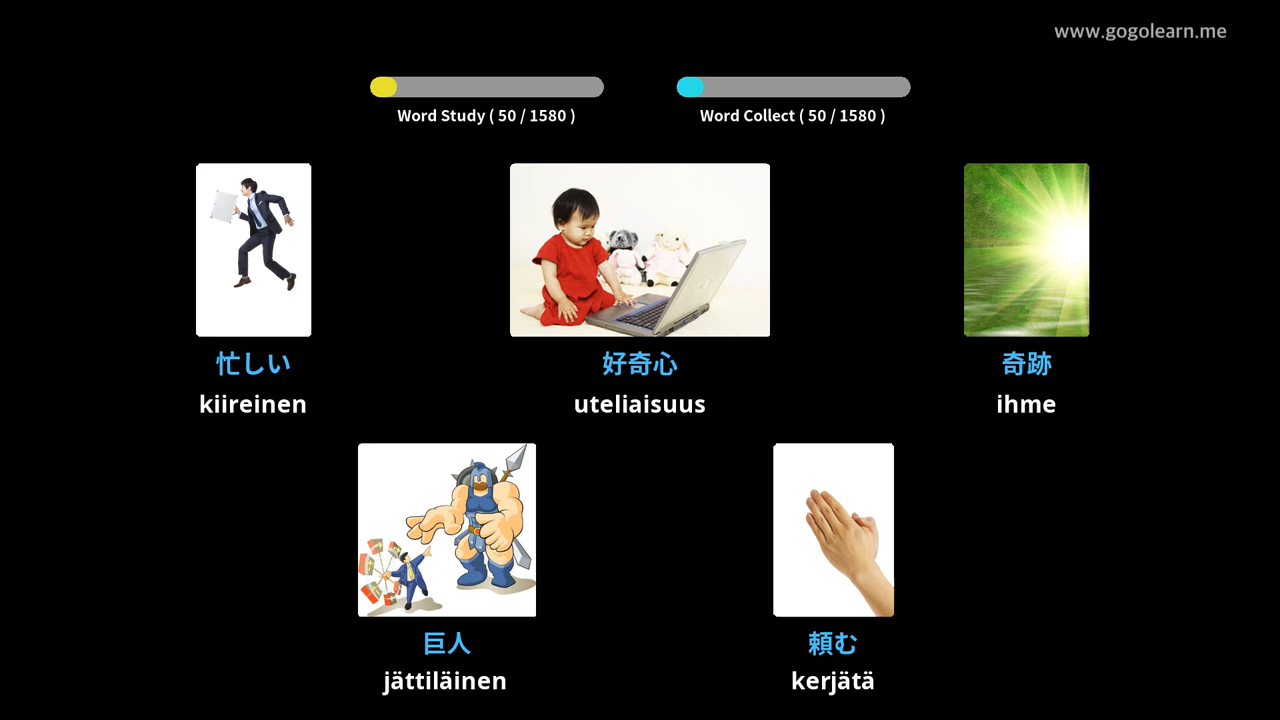 www.gogolearn.me
Word Study ( 50 / 1580 )
Word Collect ( 50 / 1580 )
忙しい
kiireinen
好奇心
uteliaisuus
奇跡
ihme
巨人
jättiläinen
頼む
kerjätä